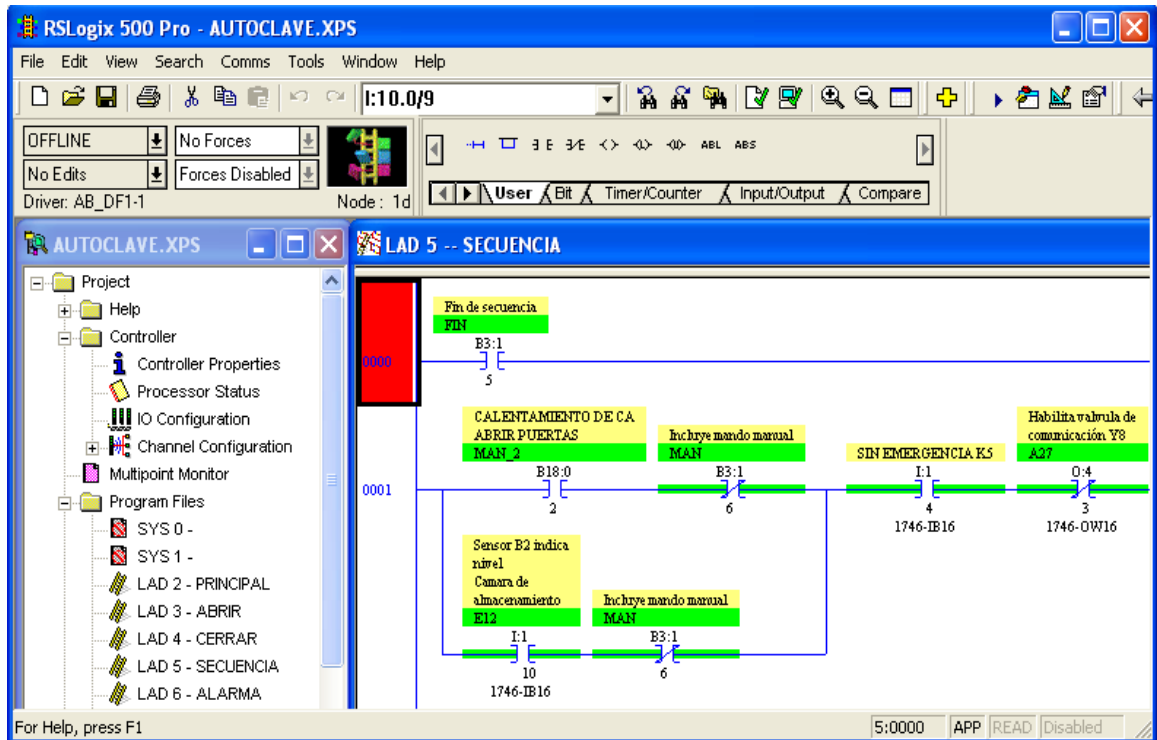 RSLogix 500 Pro - AUTOCLAVE.XPS
File Edit View Search Comms Tools Window Help
I:10.0/9
OFFLINE No Forces
No Edits Forces Disabled
Driver: AB_DF1-1 Node : 1d
ABL ABS
User Bit Timer/Counter Input/Output Compare
AUTOCLAVE.XPS
Project
Help
Controller
Controller Properties
Processor Status
IO Configuration
Channel Configuration
Multipoint Monitor
Program Files
SYS 0 -
SYS 1 -
LAD 2 - PRINCIPAL
LAD 3 - ABRIR
LAD 4 - CERRAR
LAD 5 - SECUENCIA
LAD 6 - ALARMA
LAD 5 -- SECUENCIA
0000
Fin de secuencia
FIN
B3:1
5
0001
CALENTAMIENTO DE CA
ABRIR PUERTAS
MAN_2
B18:0
2
Incluye mando manual
MAN
B3:1
6
SIN EMERGENCIA K5
I:1
4
1746-IB16
Habilita valvula de
comunicación Y8
A27
O:4
3
1746-OW16
Sensor B2 indica
nivel
Camara de
almacenamiento
E12
I:1
10
1746-IB16
Incluye mando manual
MAN
B3:1
6
For Help, press F1
5:0000 APP READ Disabled